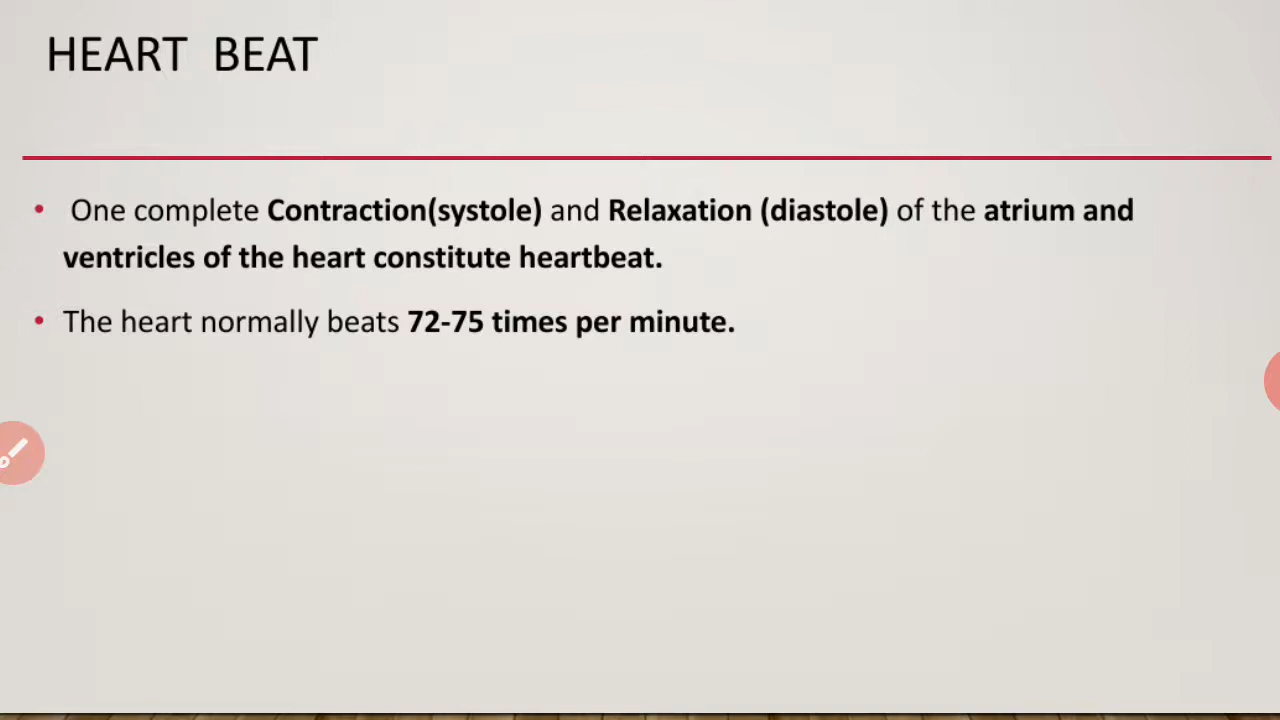 HEART BEAT
• One complete Contraction(systole) and Relaxation (diastole) of the atrium and
ventricles of the heart constitute heartbeat.
• The heart normally beats 72-75 times per minute.